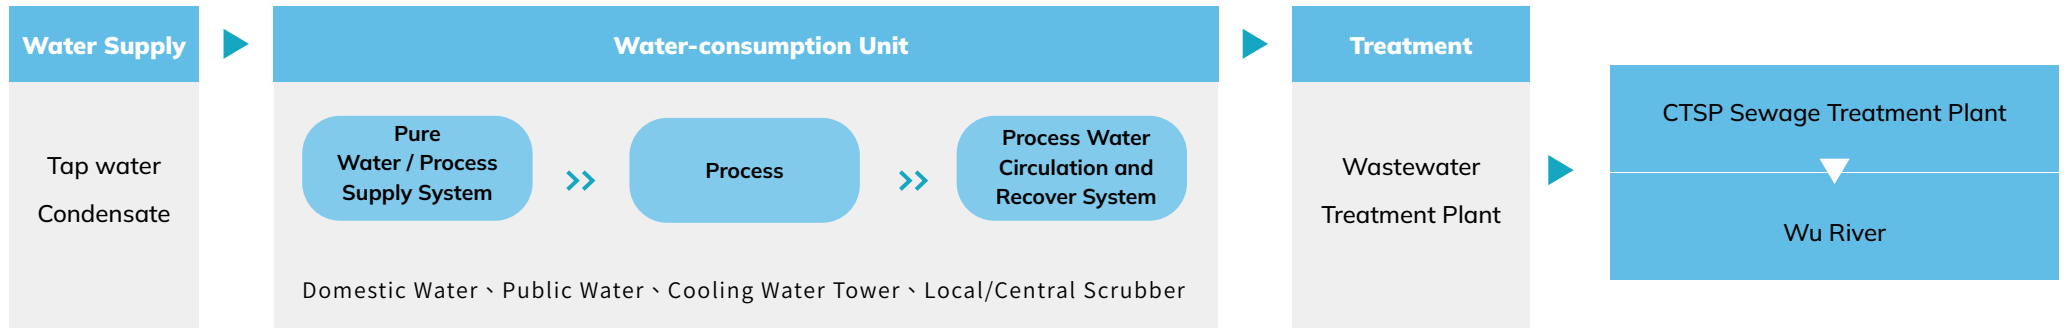 Water Supply
Tap water
Condensate
Water-consumption Unit
Pure
Water / Process
Supply System
Process
Process Water
Circulation and
Recover System
Domestic Water、Public Water、Cooling Water Tower、Local/Central Scrubber
Treatment
Wastewater
Treatment Plant
CTSP Sewage Treatment Plant
Wu River